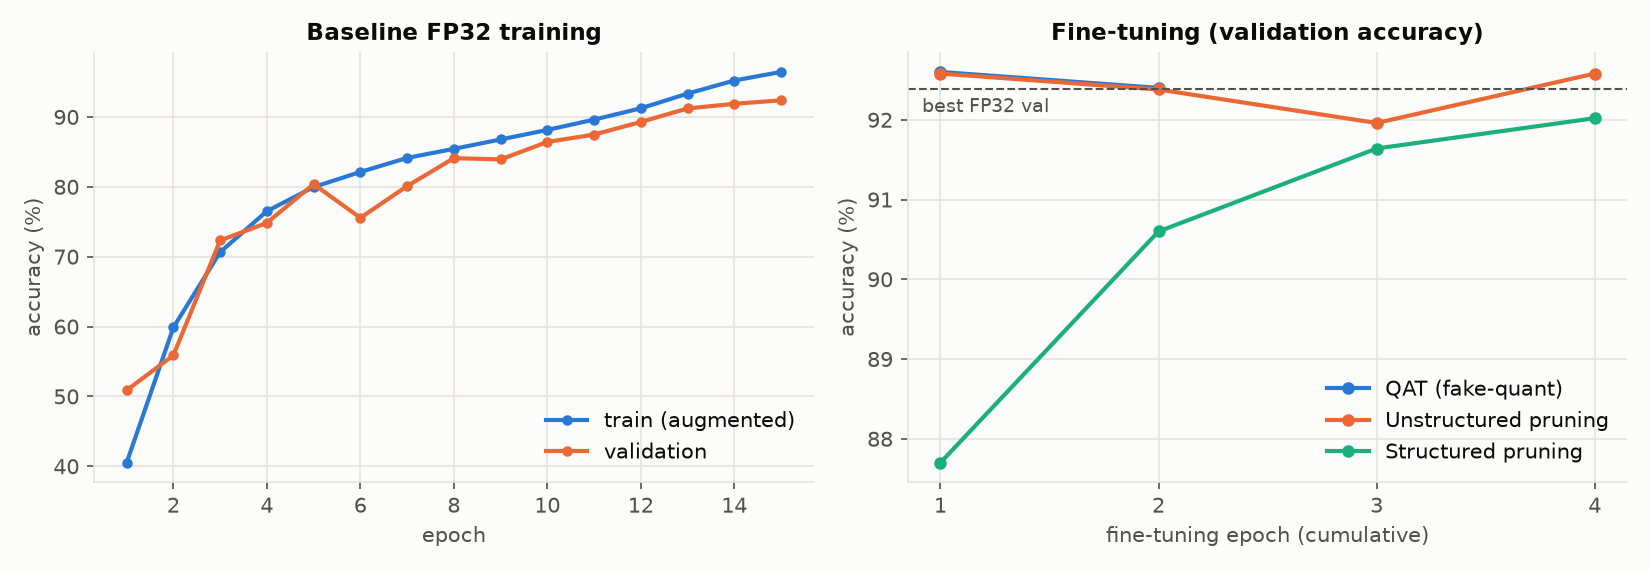 Baseline FP32 training
accuracy (%)
90
80
70
60
50
40
train (augmented)
validation
2 4 6 8 10 12 14
epoch
Fine-tuning (validation accuracy)
accuracy (%)
best FP32 val
92
91
90
89
88
QAT (fake-quant)
Unstructured pruning
Structured pruning
1 2 3 4
fine-tuning epoch (cumulative)